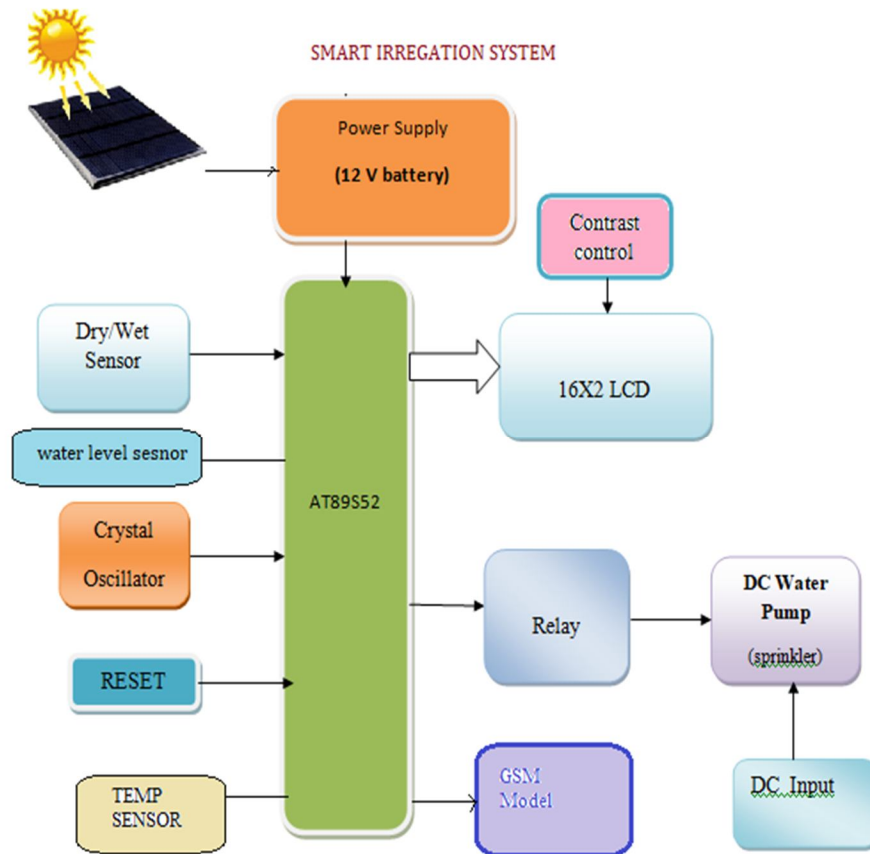 SMART IRREGATION SYSTEM
Power Supply
(12 V battery)
Contrast
control
Dry/Wet
Sensor
16X2 LCD
water level sesnor
AT89S52
Crystal
Oscillator
Relay
DC Water
Pump
(sprinkler)
RESET
TEMP
SENSOR
GSM
Model
DC Input